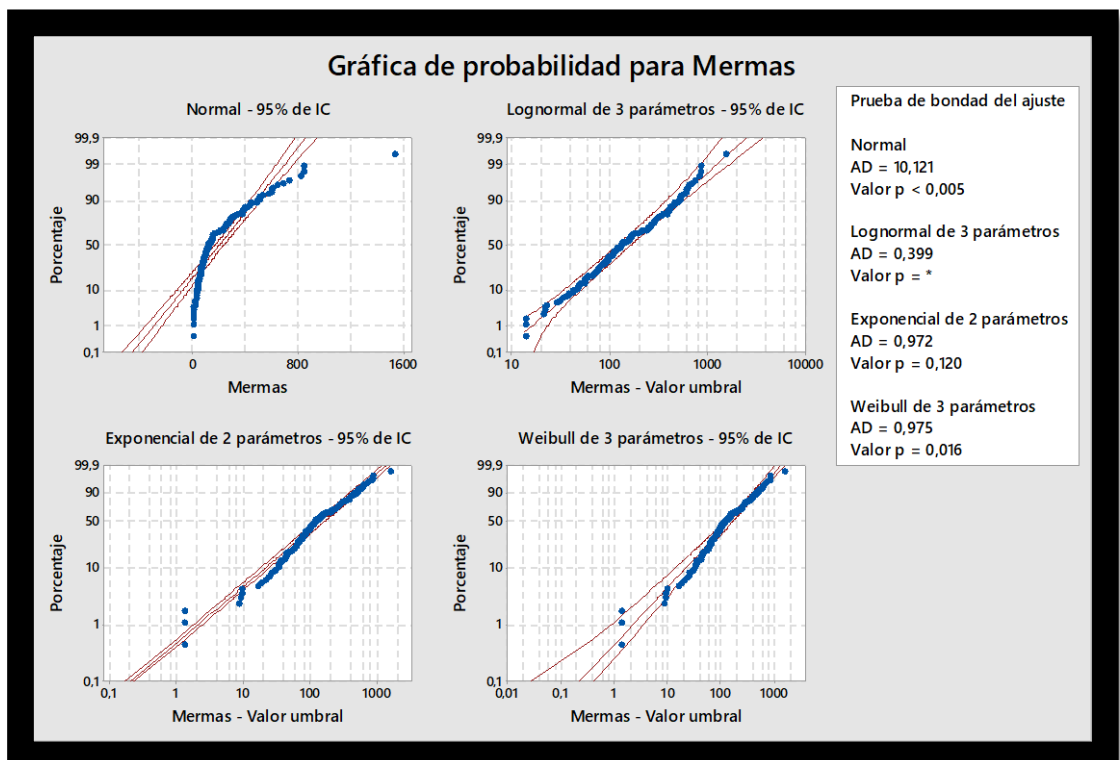 Gráfica de probabilidad para Mermas
Normal - 95% de IC
99,9
99
90
50
10
1
0,1
Porcentaje
0
800
1600
Mermas
Lognormal de 3 parámetros - 95% de IC
99,9
99
90
50
10
1
0,1
Porcentaje
10
100
1000
10000
Mermas - Valor umbral
Exponencial de 2 parámetros - 95% de IC
99,9
90
50
10
1
0,1
Porcentaje
0,1
1
10
100
1000
Mermas - Valor umbral
Weibull de 3 parámetros - 95% de IC
99,9
90
50
10
1
0,1
Porcentaje
0,01
0,1
1
10
100
1000
Mermas - Valor umbral
Prueba de bondad del ajuste
Normal
AD = 10,121
Valor p < 0,005
Lognormal de 3 parámetros
AD = 0,399
Valor p = *
Exponencial de 2 parámetros
AD = 0,972
Valor p = 0,120
Weibull de 3 parámetros
AD = 0,975
Valor p = 0,016